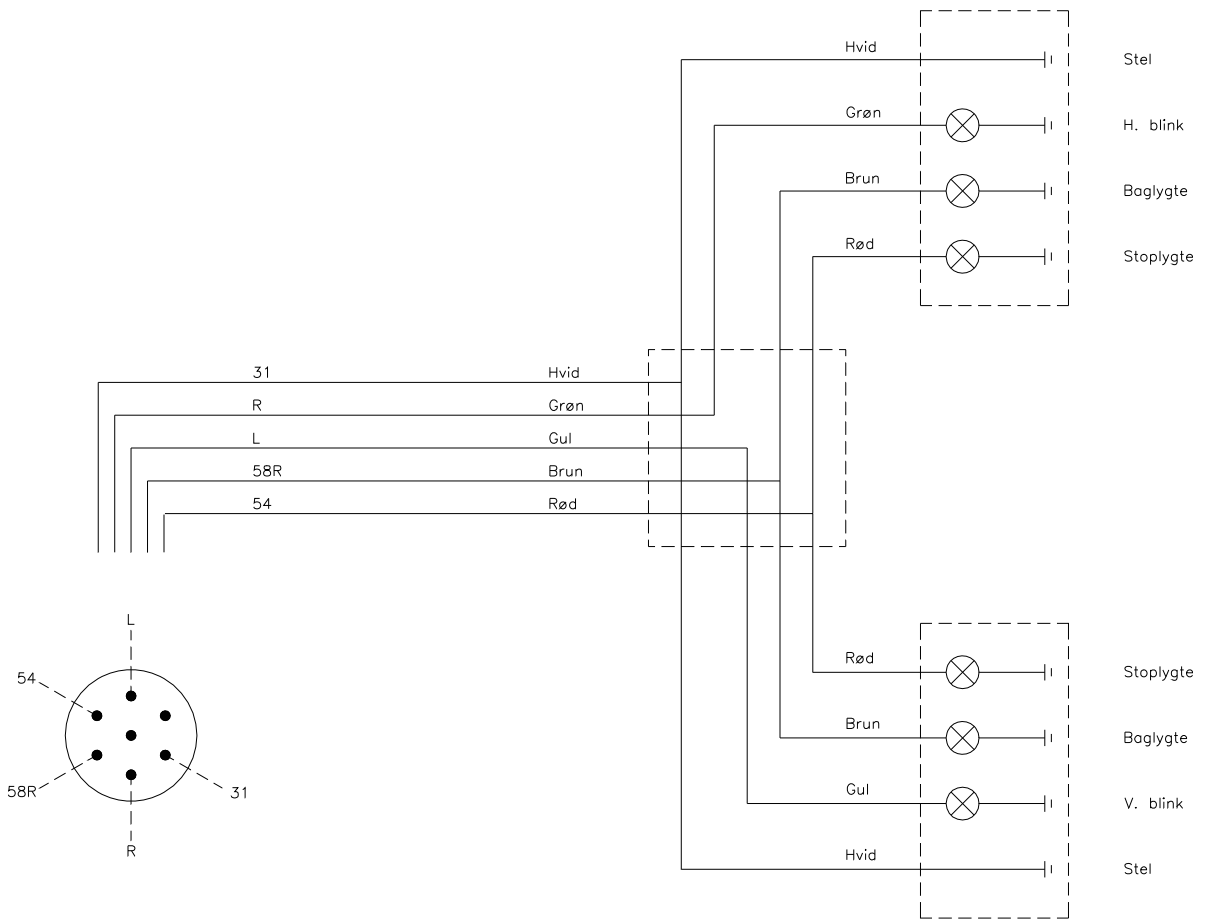 Hvid Stel
Grøn H. blink
Brun Baglygte
Rød Stoplygte
31 Hvid
R Grøn
L Gul
58R Brun
54 Rød
L
54
58R
31
R
Rød Stoplygte
Brun Baglygte
Gul V. blink
Hvid Stel